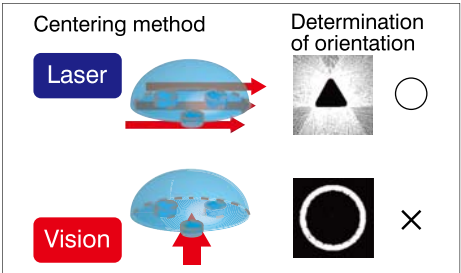 Centering method
Determination
of orientation
Laser
Vision